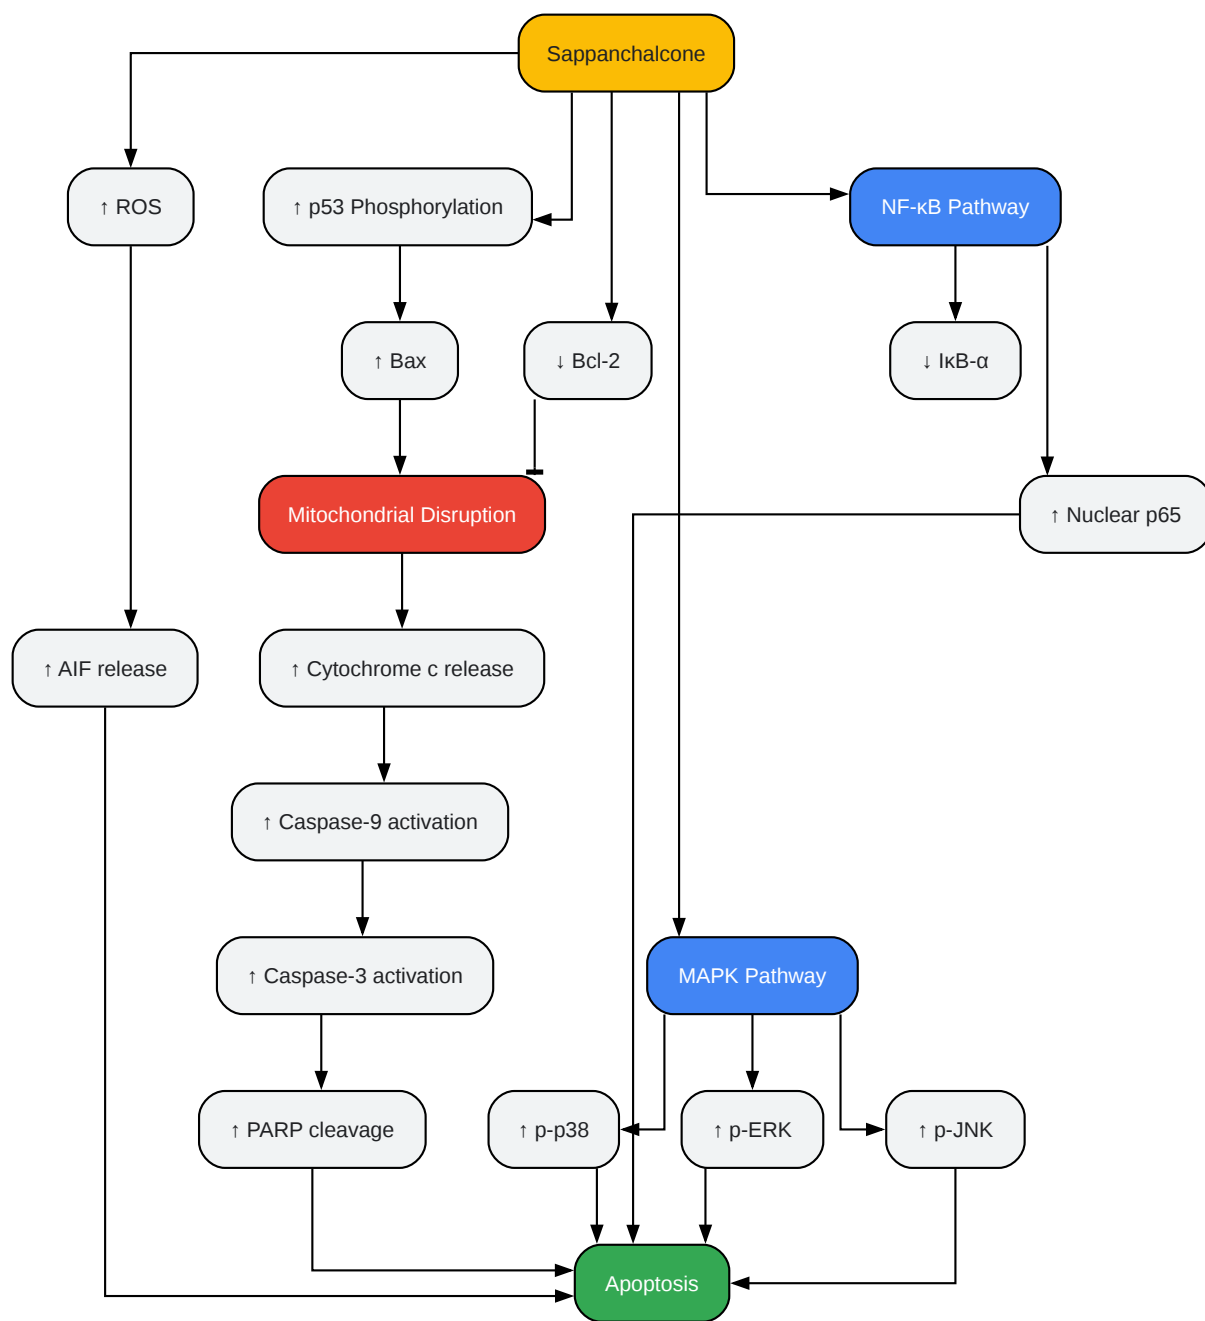 Sappanchalcone
↑ ROS
↑ p53 Phosphorylation
NF-κB Pathway
↑ Bax
↓ Bcl-2
↓ IκB-α
Mitochondrial Disruption
↑ Nuclear p65
↑ AIF release
↑ Cytochrome c release
↑ Caspase-9 activation
↑ Caspase-3 activation
MAPK Pathway
↑ PARP cleavage
↑ p-p38
↑ p-ERK
↑ p-JNK
Apoptosis